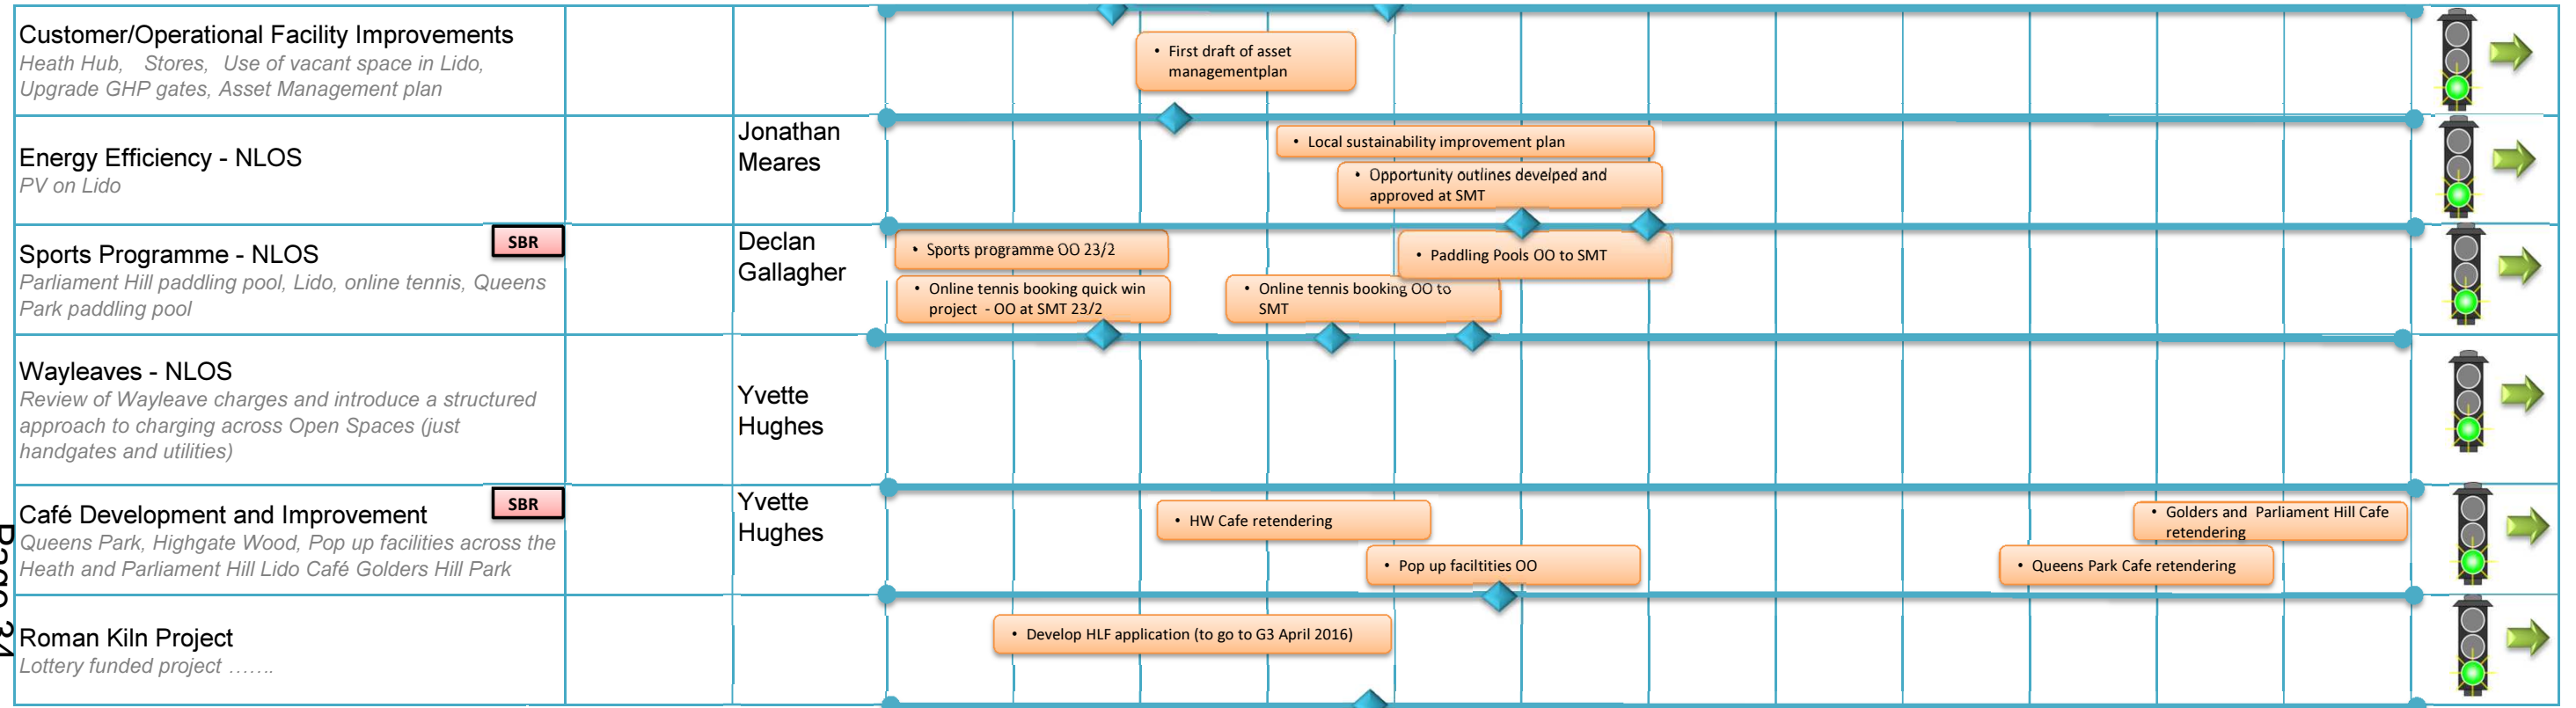 Customer/Operational Facility Improvements
Heath Hub, Stores, Use of vacant space in Lido,
Upgrade GHP gates, Asset Management plan
• First draft of asset
managementplan
Energy Efficiency - NLOS
PV on Lido
Jonathan
Meares
• Local sustainability improvement plan
• Opportunity outlines develped and
approved at SMT
SBR
Sports Programme - NLOS
Parliament Hill paddling pool, Lido, online tennis, Queens
Park paddling pool
Declan
Gallagher
• Sports programme OO 23/2
• Online tennis booking quick win
project - OO at SMT 23/2
• Online tennis booking OO to
SMT
• Paddling Pools OO to SMT
Wayleaves - NLOS
Review of Wayleave charges and introduce a structured
approach to charging across Open Spaces (just
handgates and utilities)
Yvette
Hughes
SBR
Café Development and Improvement
Queens Park, Highgate Wood, Pop up facilities across the
Heath and Parliament Hill Lido Café Golders Hill Park
Yvette
Hughes
• HW Cafe retendering
• Pop up faciltities OO
• Golders and Parliament Hill Cafe
retendering
• Queens Park Cafe retendering
Roman Kiln Project
Lottery funded project …….
• Develop HLF application (to go to G3 April 2016)